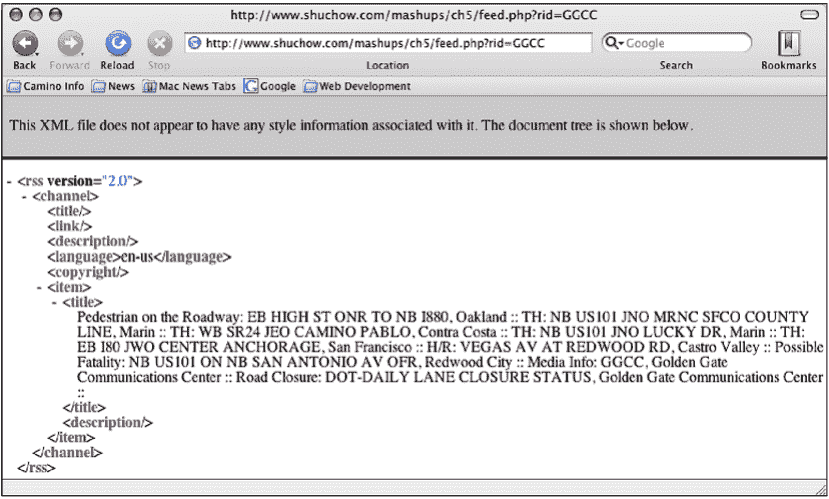 http://www.shuchow.com/mashups/ch5/feed.php?rid=GGCC
http://www.shuchow.com/mashups/ch5/feed.php?rid=GGCC
Google
Back Forward Reload Stop Location Search Bookmarks
Camino Info News Mac News Tabs Google Web Development
This XML file does not appear to have any style information associated with it. The document tree is shown below.
- <rss version="2.0">
- <channel>
<title/>
<link/>
<description/>
<language>en-us</language>
<copyright/>
- <item>
- <title>
Pedestrian on the Roadway: EB HIGH ST ONR TO NB I880, Oakland :: TH: NB US101 JNO MRNC SFCO COUNTY
LINE, Marin :: TH: WB SR24 JEO CAMINO PABLO, Contra Costa :: TH: NB US101 JNO LUCKY DR, Marin :: TH:
EB I80 JWO CENTER ANCHORAGE, San Francisco :: H/R: VEGAS AV AT REDWOOD RD, Castro Valley :: Possible
Fatality: NB US101 ON NB SAN ANTONIO AV OFR, Redwood City :: Media Info: GGCC, Golden Gate
Communications Center :: Road Closure: DOT-DAILY LANE CLOSURE STATUS, Golden Gate Communications Center
::
</title>
<description/>
</item>
</channel>
</rss>